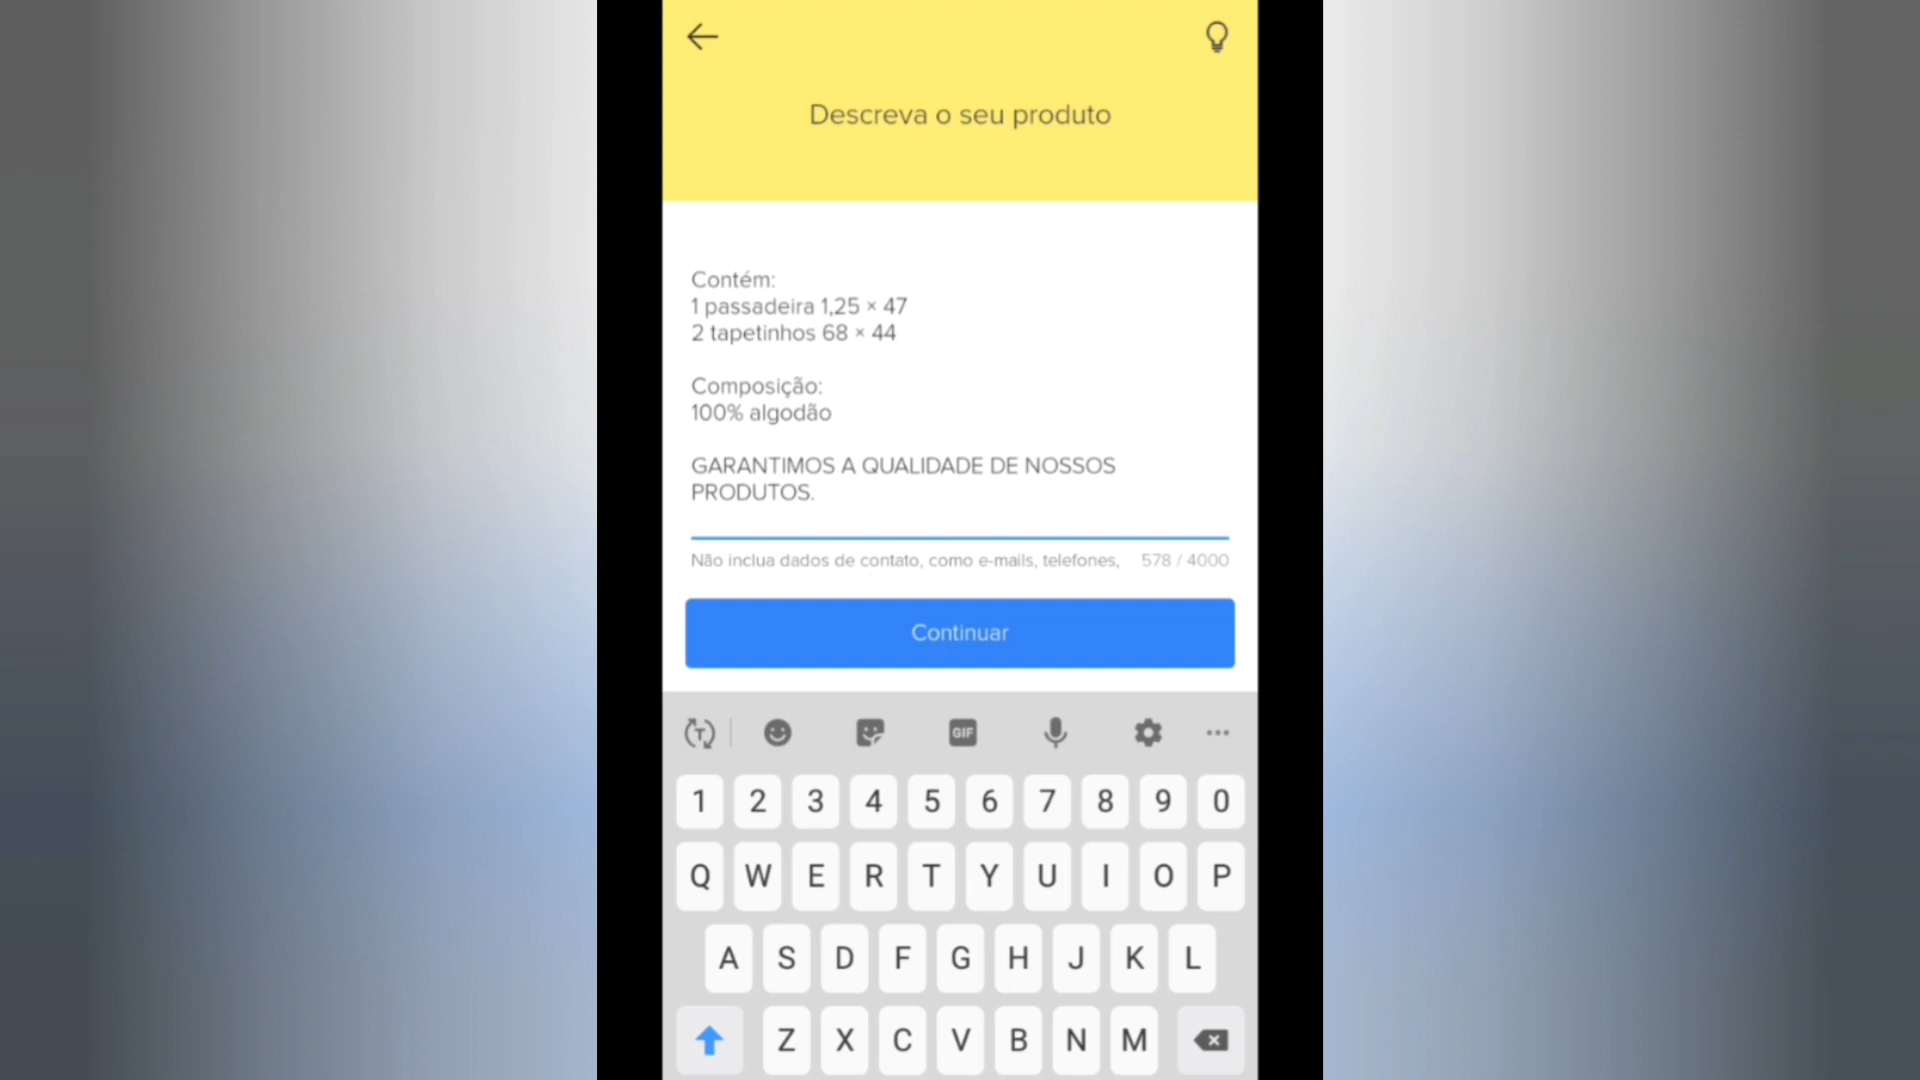 Descreva o seu produto
Contém:
1 passadeira 1,25 × 47
2 tapetinhos 68 × 44
Composição:
100% algodão
GARANTIMOS A QUALIDADE DE NOSSOS
PRODUTOS.
Não inclua dados de contato, como e-mails, telefones, 578 / 4000
Continuar
T GIF
1 2 3 4 5 6 7 8 9 0
Q W E R T Y U I O P
A S D F G H J K L
Z X C V B N M